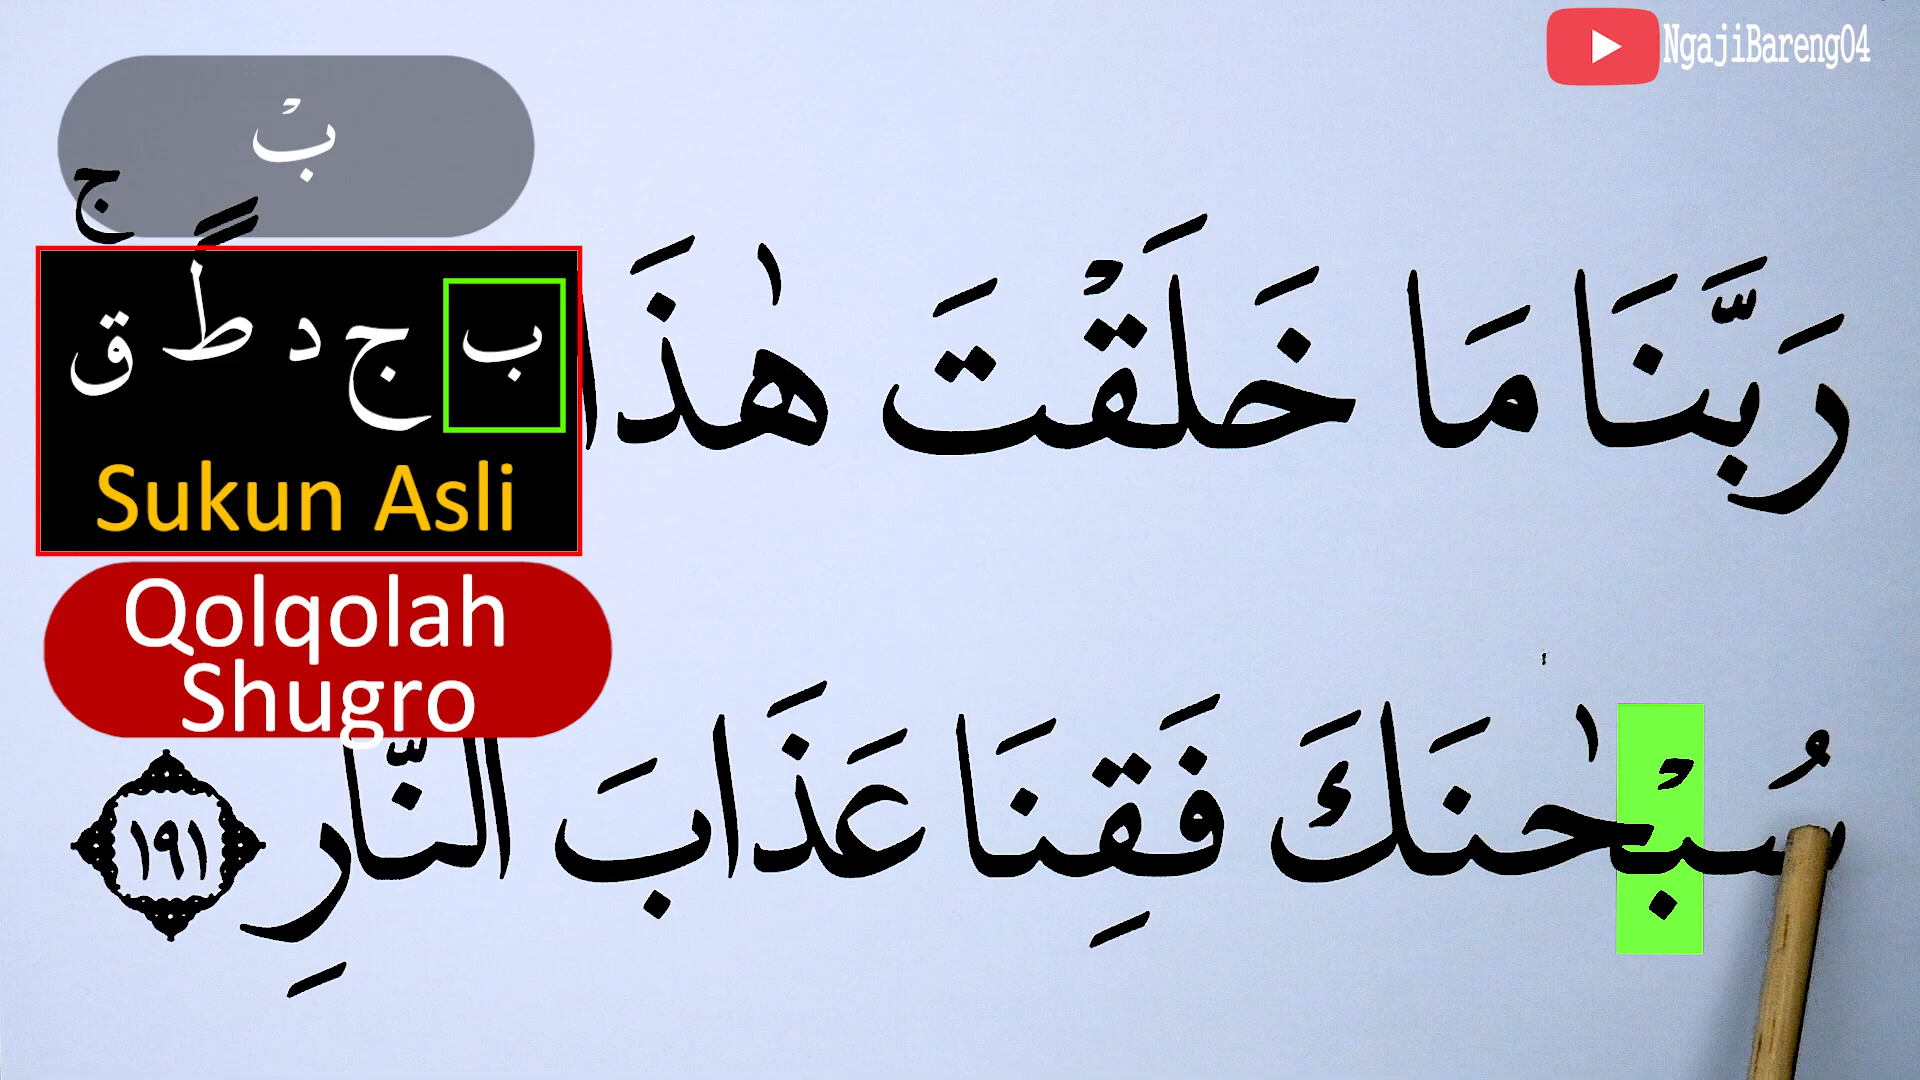 NgajiBareng04
بْ
ج
رَبَّنَا مَا خَلَقْتَ هٰذَا
ب ج د ط ق
Sukun Asli
Qolqolah
Shugro
سُبْحٰنَكَ فَقِنَا عَذَابَ النَّارِ ١٩١